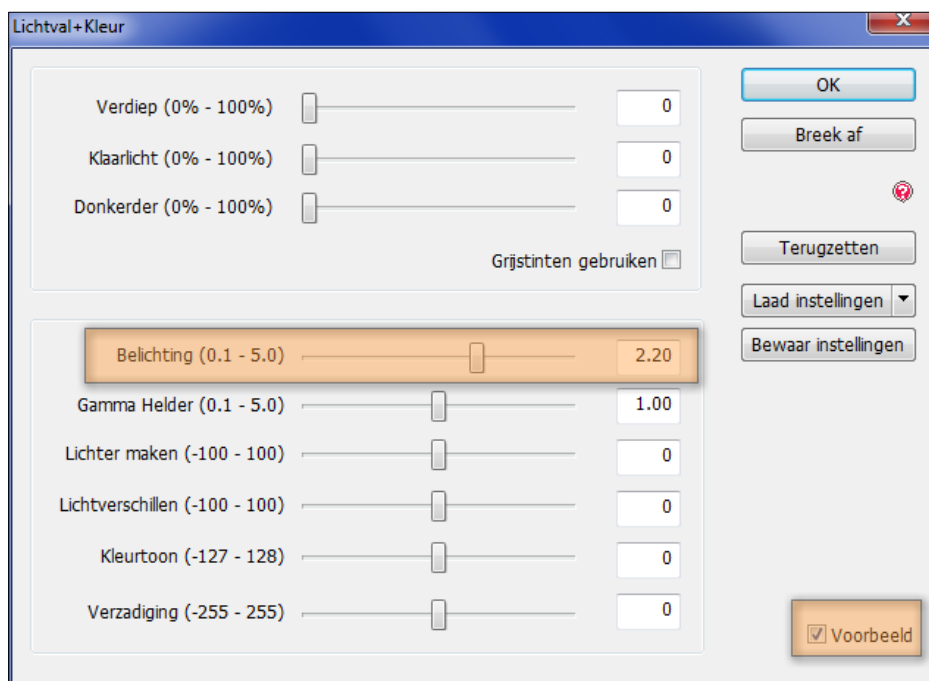 Lichtval+Kleur
Verdiep (0% - 100%) 0
Klaarlicht (0% - 100%) 0
Donkerder (0% - 100%) 0
Grijstinten gebruiken
Belichting (0.1 - 5.0) 2.20
Gamma Helder (0.1 - 5.0) 1.00
Lichter maken (-100 - 100) 0
Lichtverschillen (-100 - 100) 0
Kleurtoon (-127 - 128) 0
Verzadiging (-255 - 255) 0
OK
Breek af
?
Terugzetten
Laad instellingen
Bewaar instellingen
Voorbeeld